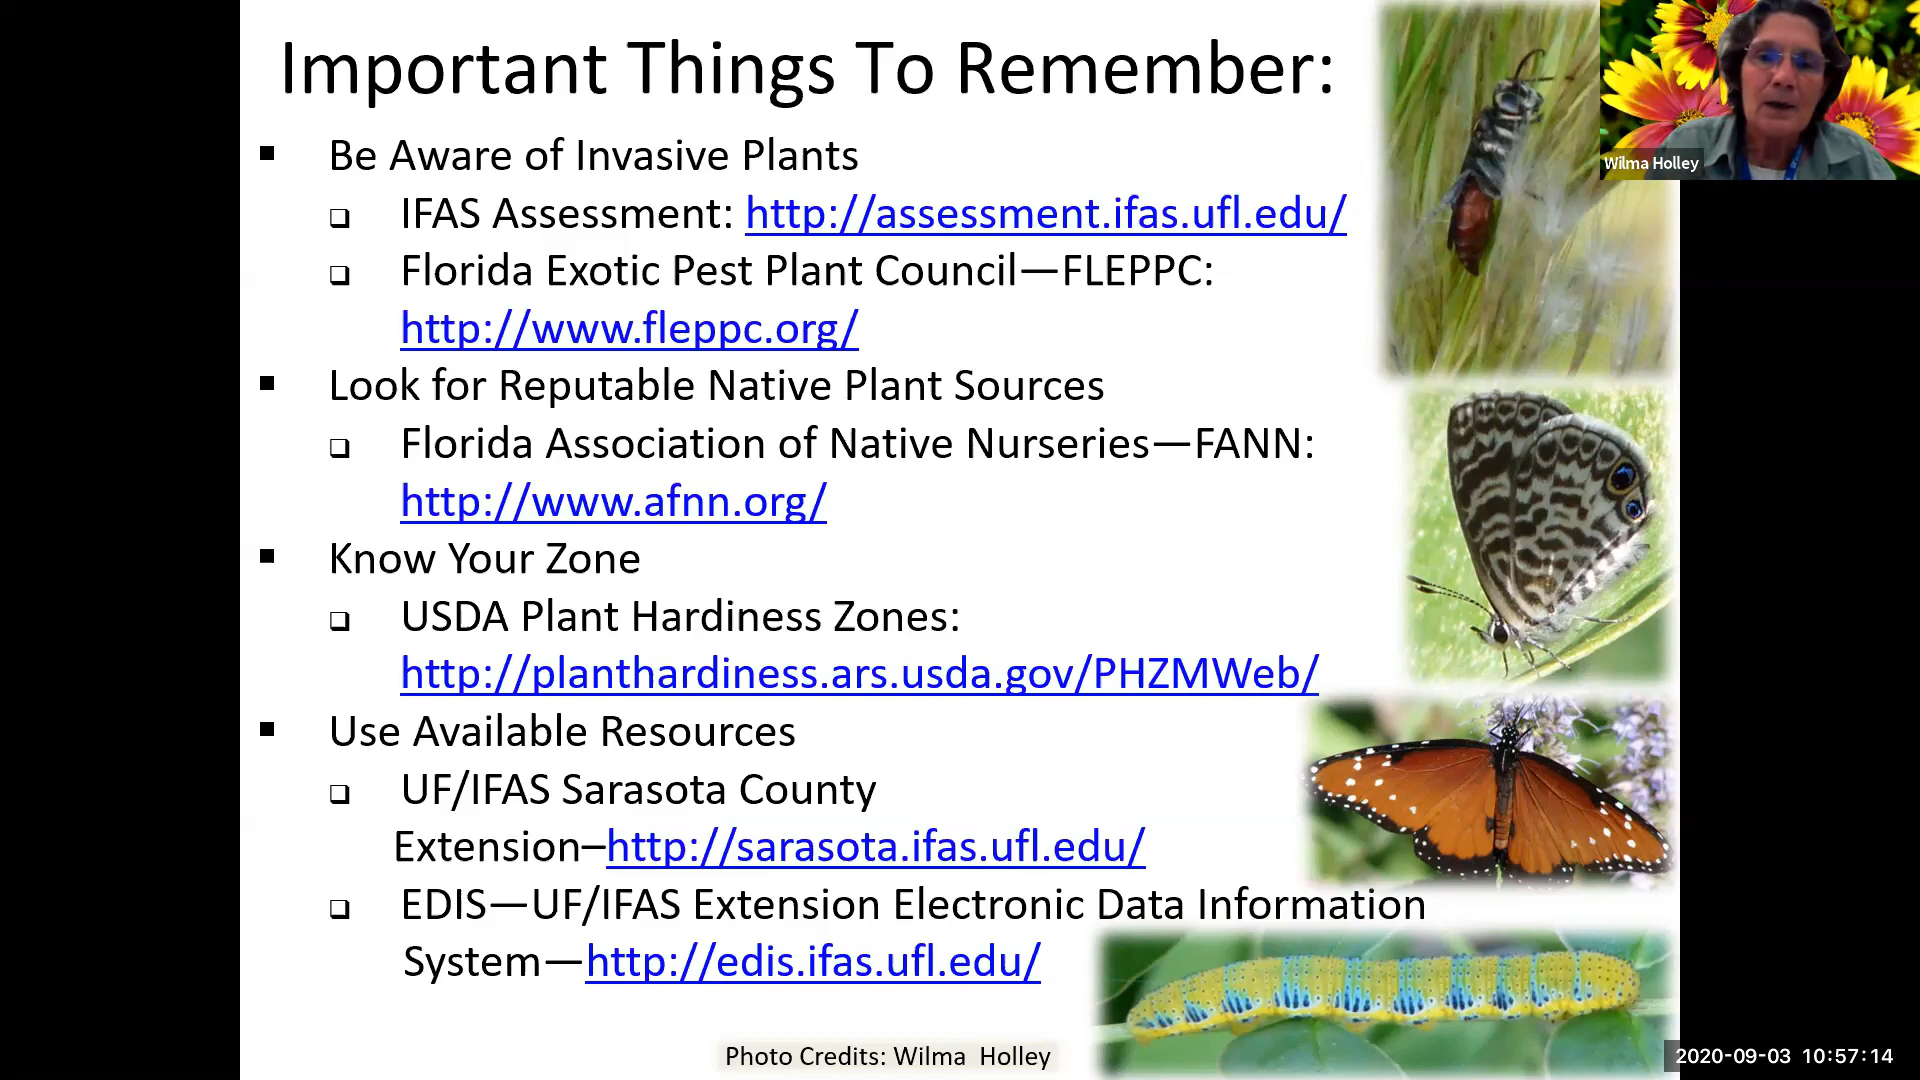 Important Things To Remember:
▪ Be Aware of Invasive Plants
❑ IFAS Assessment: http://assessment.ifas.ufl.edu/
❑ Florida Exotic Pest Plant Council—FLEPPC:
http://www.fleppc.org/
▪ Look for Reputable Native Plant Sources
❑ Florida Association of Native Nurseries—FANN:
http://www.afnn.org/
▪ Know Your Zone
❑ USDA Plant Hardiness Zones:
http://planthardiness.ars.usda.gov/PHZMWeb/
▪ Use Available Resources
❑ UF/IFAS Sarasota County
Extension–http://sarasota.ifas.ufl.edu/
❑ EDIS—UF/IFAS Extension Electronic Data Information
System—http://edis.ifas.ufl.edu/
Photo Credits: Wilma Holley
Wilma Holley
2020-09-03 10:57:14